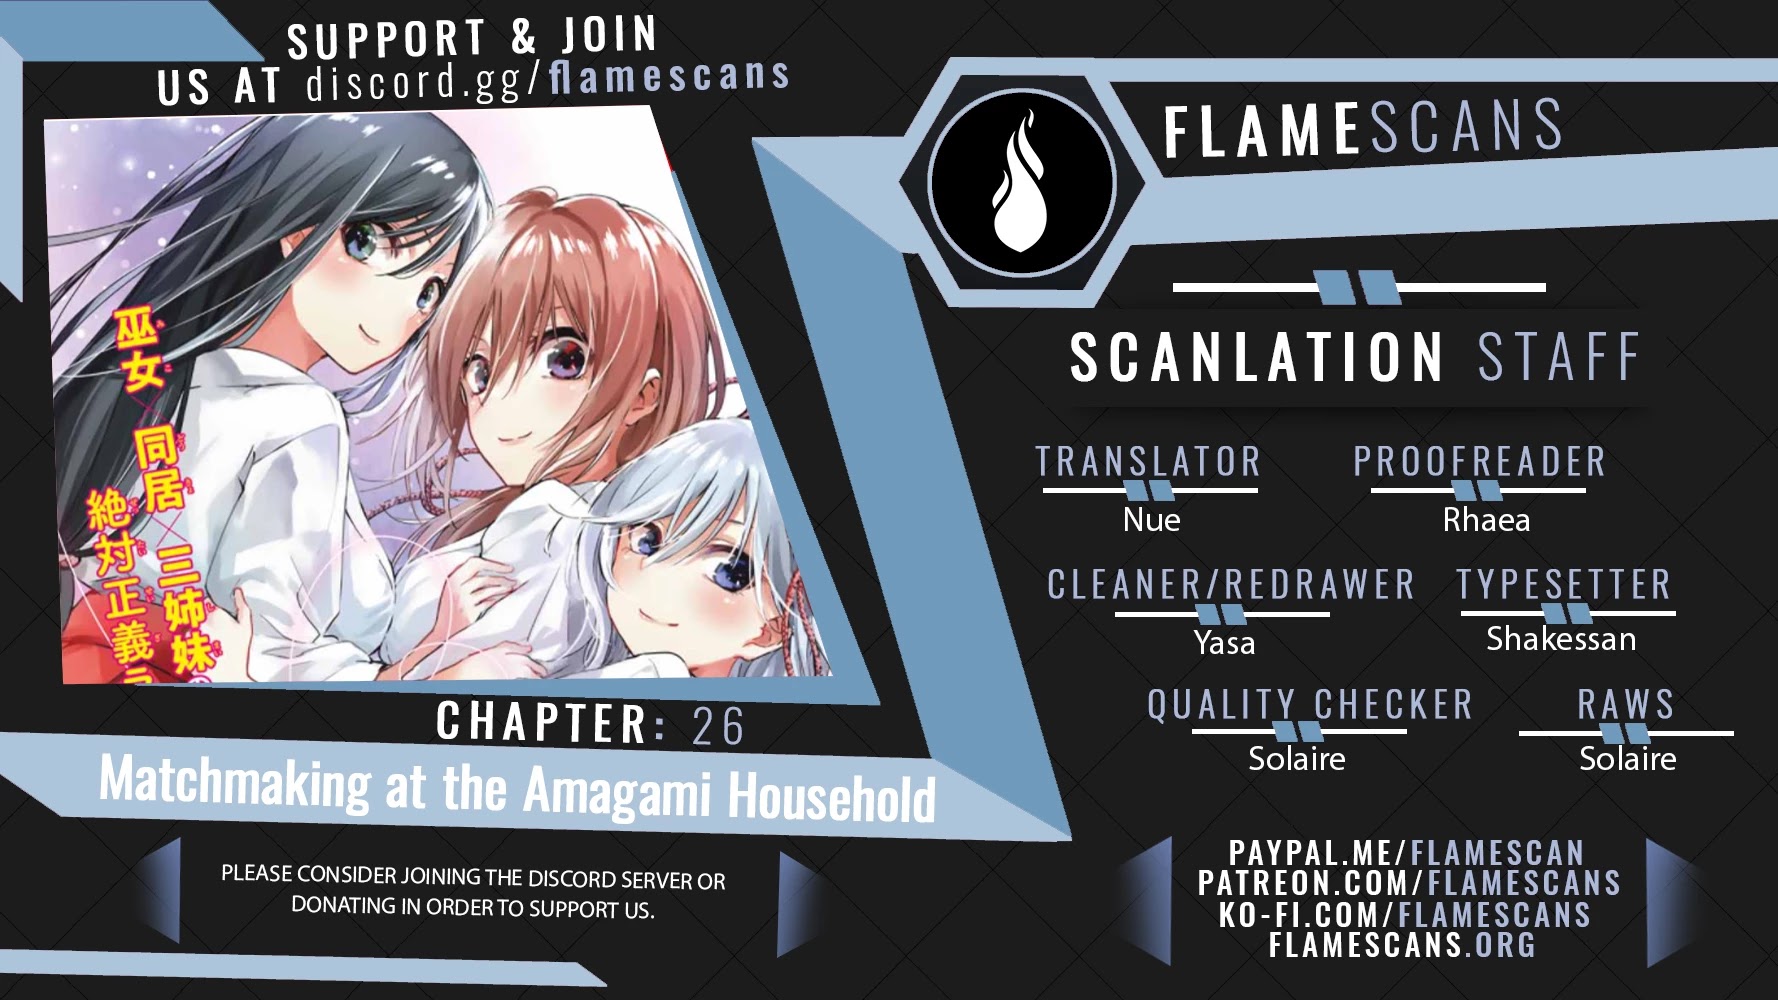 SUPPORT & JOIN
US AT discord.gg/flamescans
巫女×同居×三姉妹の
絶対正義ラ
CHAPTER: 26
Matchmaking at the Amagami Household
PLEASE CONSIDER JOINING THE DISCORD SERVER OR
DONATING IN ORDER TO SUPPORT US.
FLAMESCANS
SCANLATION STAFF
TRANSLATOR
Nue
PROOFREADER
Rhaea
CLEANER/REDRAWER
Yasa
TYPESETTER
Shakessan
QUALITY CHECKER
Solaire
RAWS
Solaire
PAYPAL.ME/FLAMESCAN
PATREON.COM/FLAMESCANS
KO-FI.COM/FLAMESCANS
FLAMESCANS.ORG